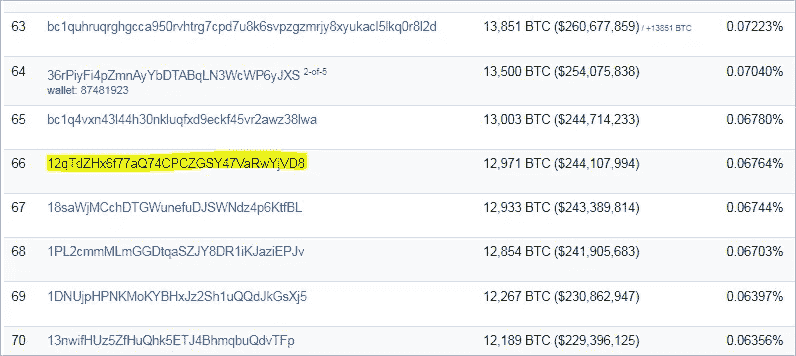 63 bc1quhruqrghgcca950rvhtrg7cpd7u8k6svpzgzmrjy8xyukacl5lkq0r8l2d 13,851 BTC ($260,677,859) / +13851 BTC 0.07223%
64 36rPiyFi4pZmnAyYbDTABqLN3WcWP6yJXS 2-of-5 13,500 BTC ($254,075,838) 0.07040%
wallet: 87481923
65 bc1q4vxn43l44h30nkluqfxd9eckf45vr2awz38lwa 13,003 BTC ($244,714,233) 0.06780%
66 12qTdZHx6f77aQ74CPCZGSY47VaRwYjVD8 12,971 BTC ($244,107,994) 0.06764%
67 18saWjMCchDTGWunefuDJSWNdz4p6KtfBL 12,933 BTC ($243,389,814) 0.06744%
68 1PL2cmmMLmGGDtqaSZJY8DR1iKJaziEPJv 12,854 BTC ($241,905,683) 0.06703%
69 1DNUjpHPNKMoKYBHxJz2Sh1uQQdJkGsXj5 12,267 BTC ($230,862,947) 0.06397%
70 13nwifHUz5ZfHuQhk5ETJ4BhmqbuQdvTFp 12,189 BTC ($229,396,125) 0.06356%